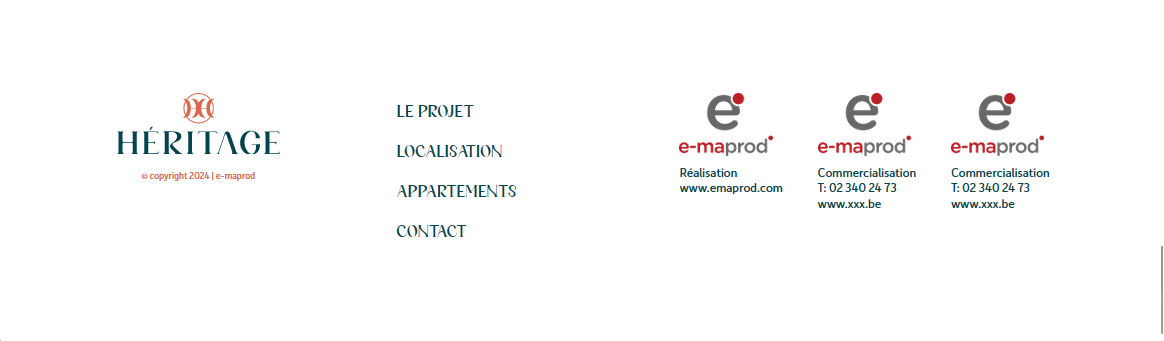 HÉRITAGE
© copyright 2024 | e-maprod
LE PROJET
LOCALISATION
APPARTEMENTS
CONTACT
e
e-maprod
Réalisation
www.emaprod.com
e
e-maprod
Commercialisation
T: 02 340 24 73
www.xxx.be
e
e-maprod
Commercialisation
T: 02 340 24 73
www.xxx.be